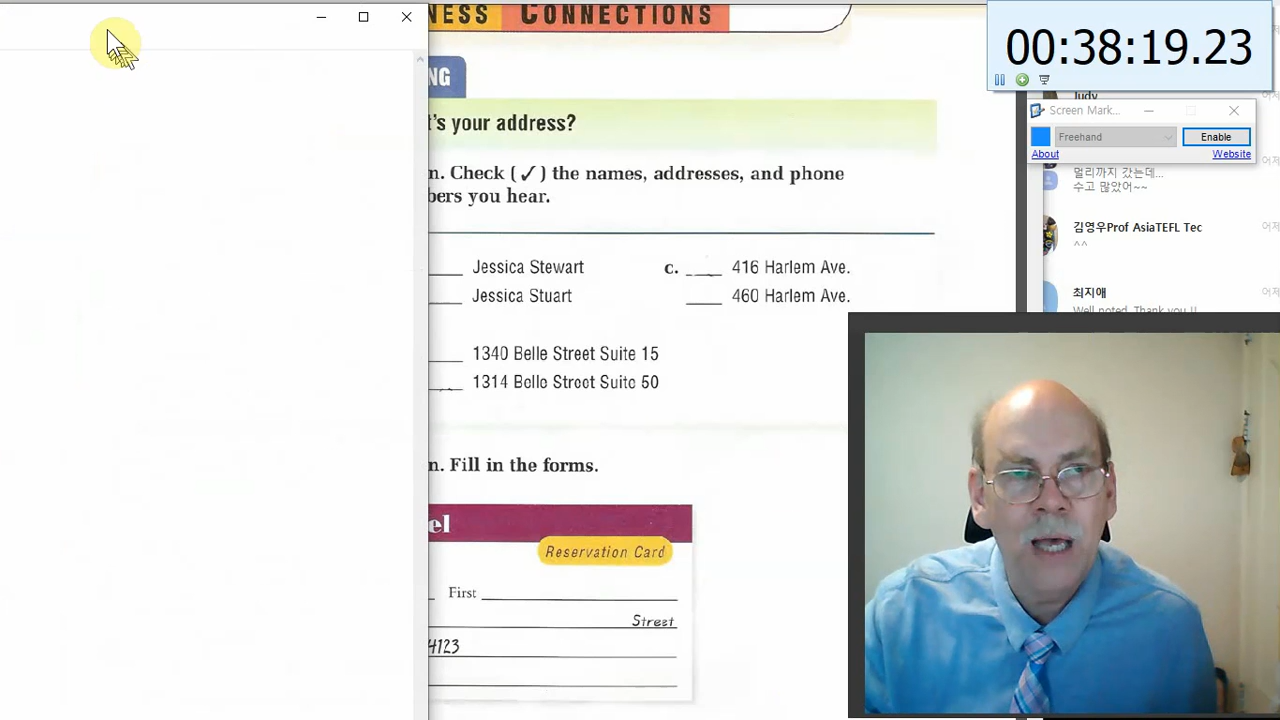 NESS CONNECTIONS
00:38:19.23
NG
t's your address?
n. Check (✓) the names, addresses, and phone
bers you hear.
Jessica Stewart
Jessica Stuart
c. 416 Harlem Ave.
460 Harlem Ave.
1340 Belle Street Suite 15
1314 Belle Street Suite 50
n. Fill in the forms.
el
Reservation Card
First
Street
4123
Judy
Screen Mark...
Freehand
Enable
About
Website
멀리까지 갔는데...
수고 많았어~~
김영우Prof AsiaTEFL Tec
^^
최지애
Well noted. Thank you !!